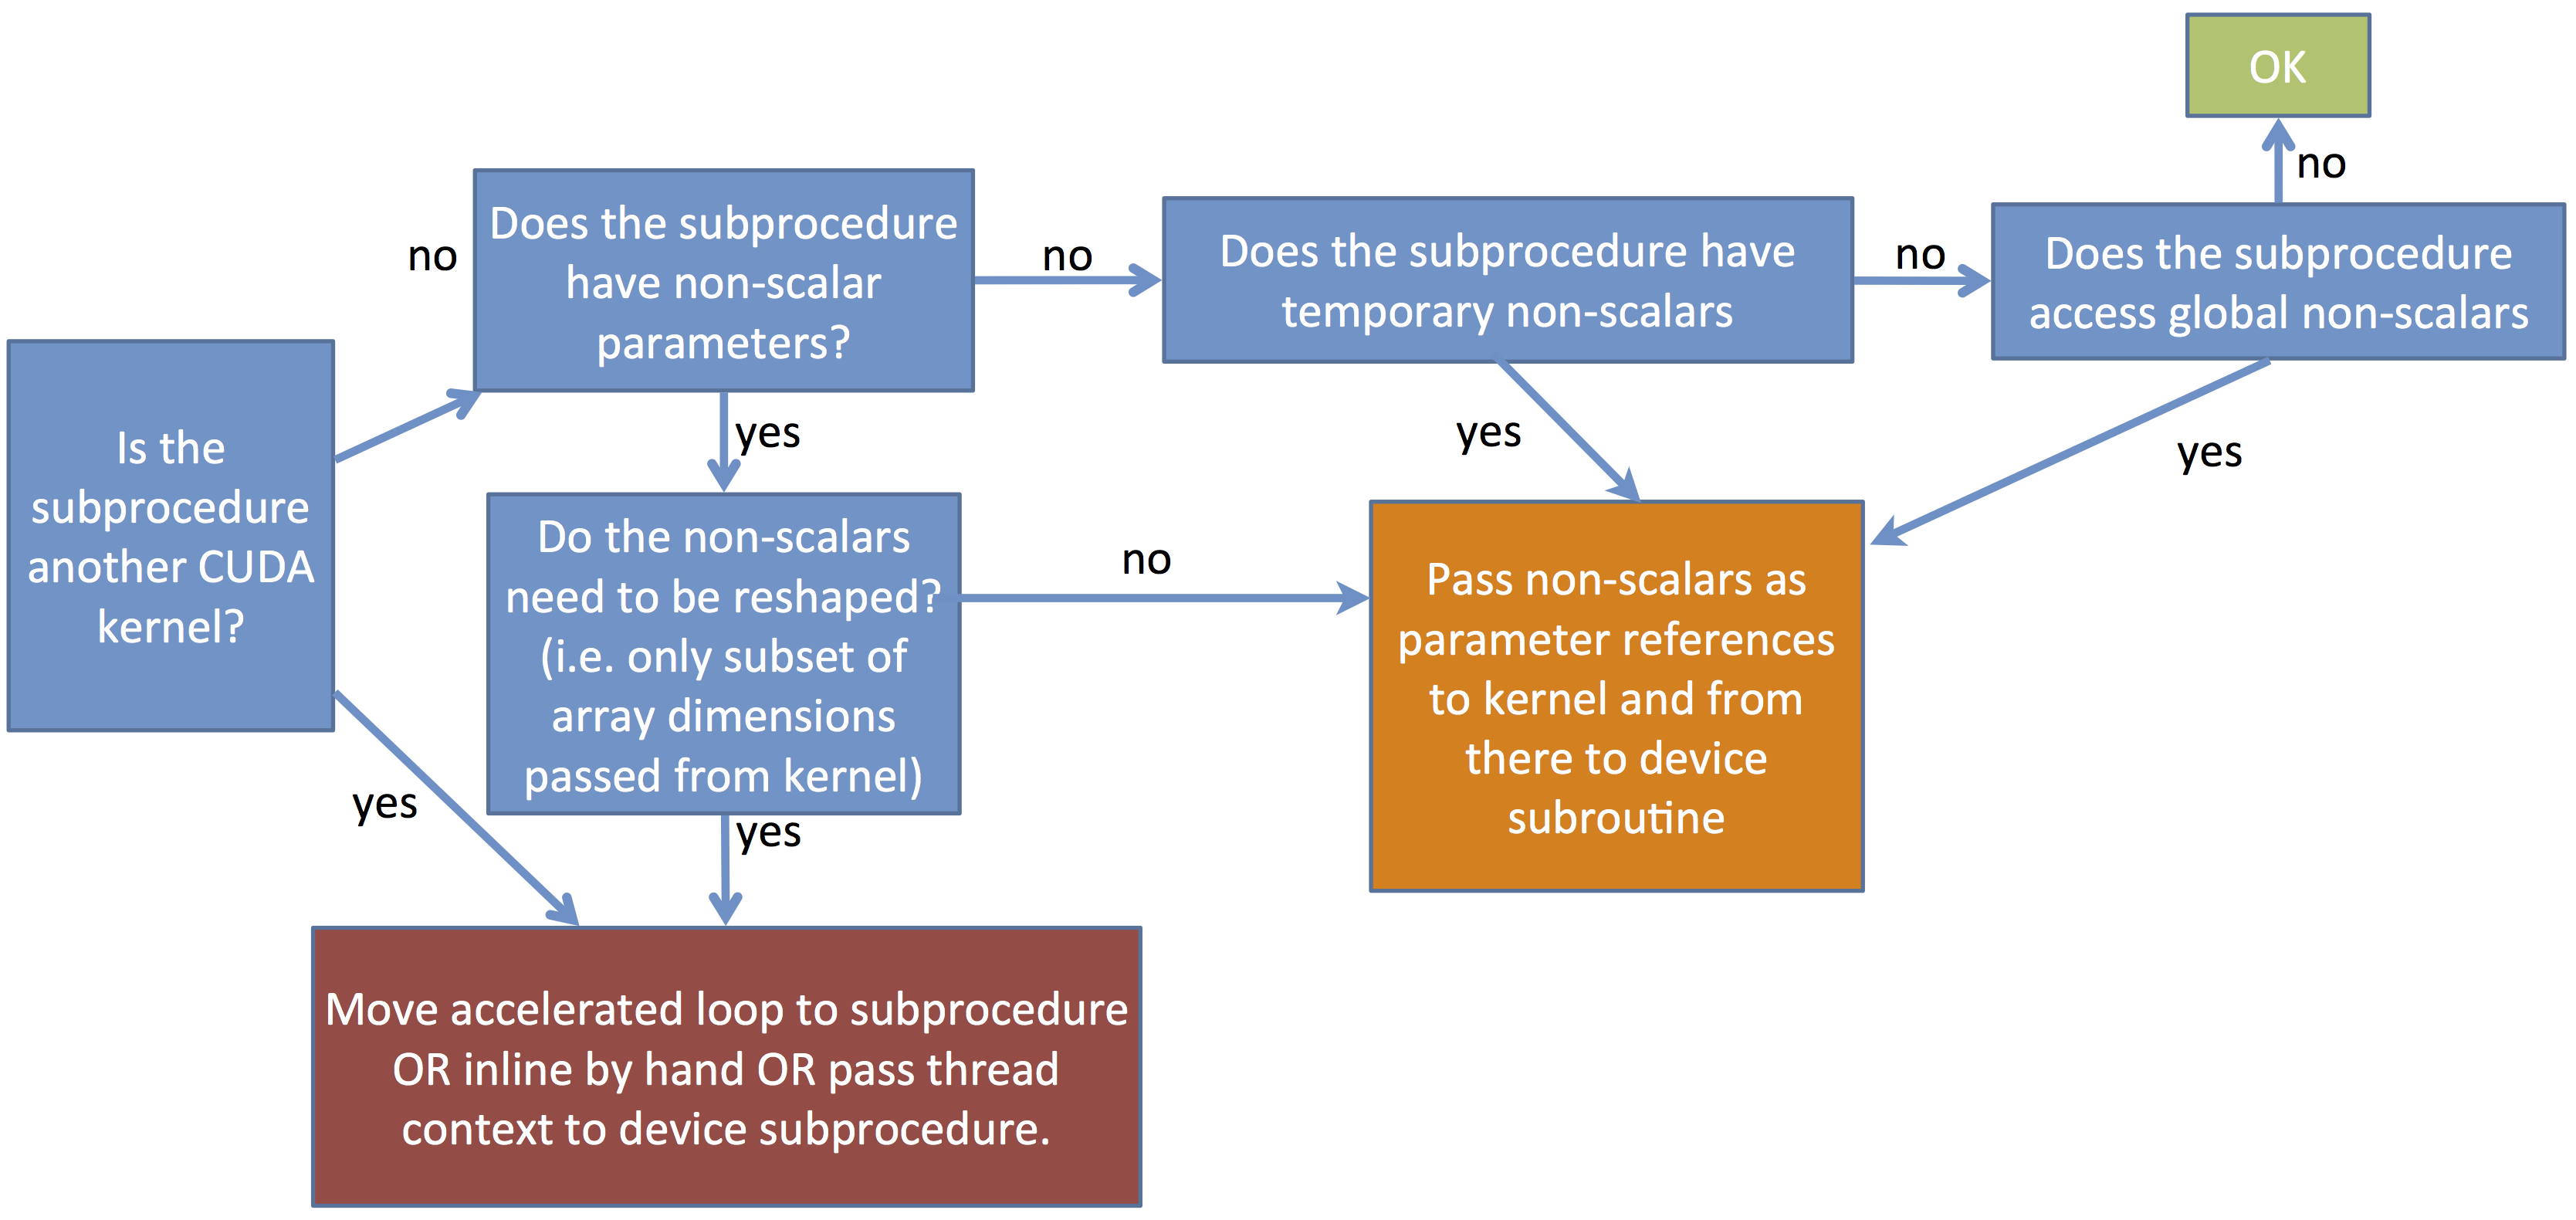 OK
no
Does the subprocedure
have non-scalar
parameters?
no
no
Does the subprocedure have
temporary non-scalars
no
Does the subprocedure
access global non-scalars
Is the
subprocedure
another CUDA
kernel?
yes
yes
yes
Do the non-scalars
need to be reshaped?
(i.e. only subset of
array dimensions
passed from kernel)
no
Pass non-scalars as
parameter references
to kernel and from
there to device
subroutine
yes
yes
Move accelerated loop to subprocedure
OR inline by hand OR pass thread
context to device subprocedure.